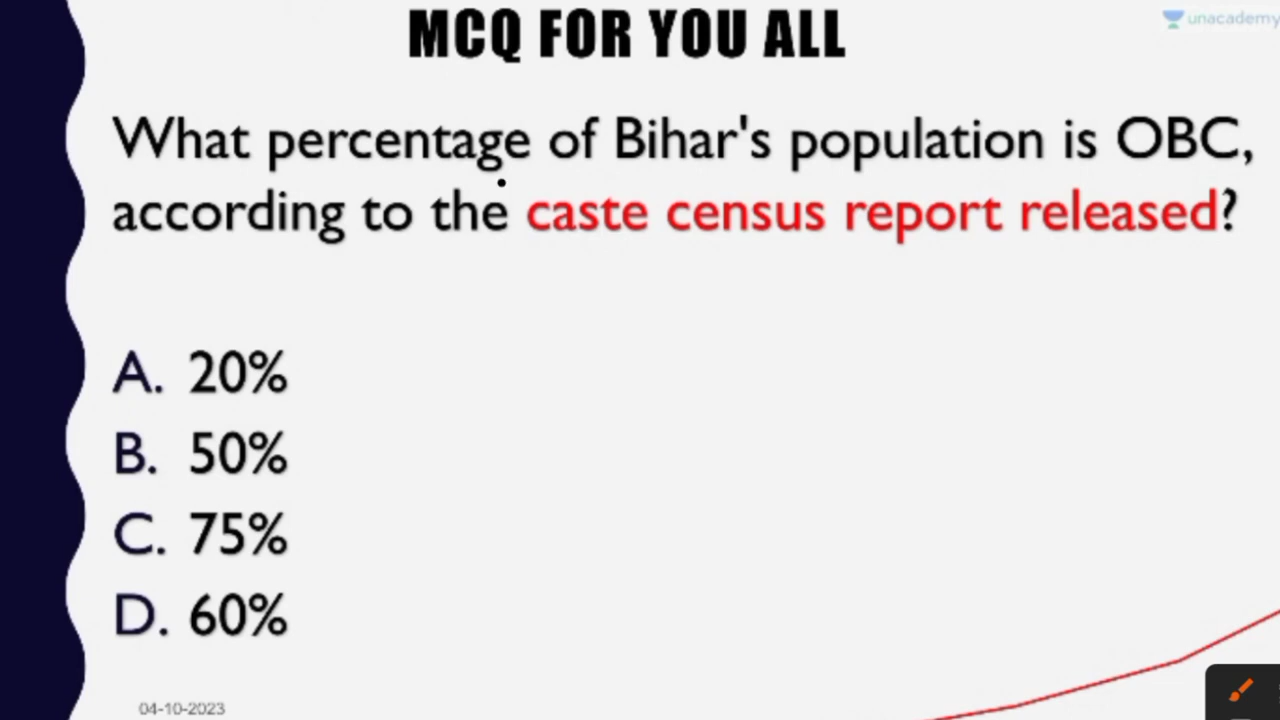 MCQ FOR YOU ALL
unacademy
What percentage of Bihar's population is OBC,
according to the caste census report released?
A. 20%
B. 50%
C. 75%
D. 60%
04-10-2023